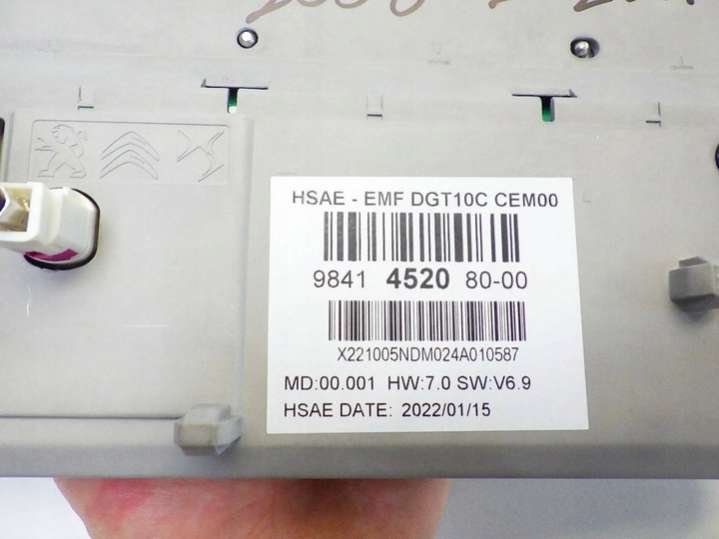 HSAE - EMF DGT10C CEM00
9841 4520 80-00
X221005NDM024A010587
MD:00.001 HW:7.0 SW:V6.9
HSAE DATE: 2022/01/15